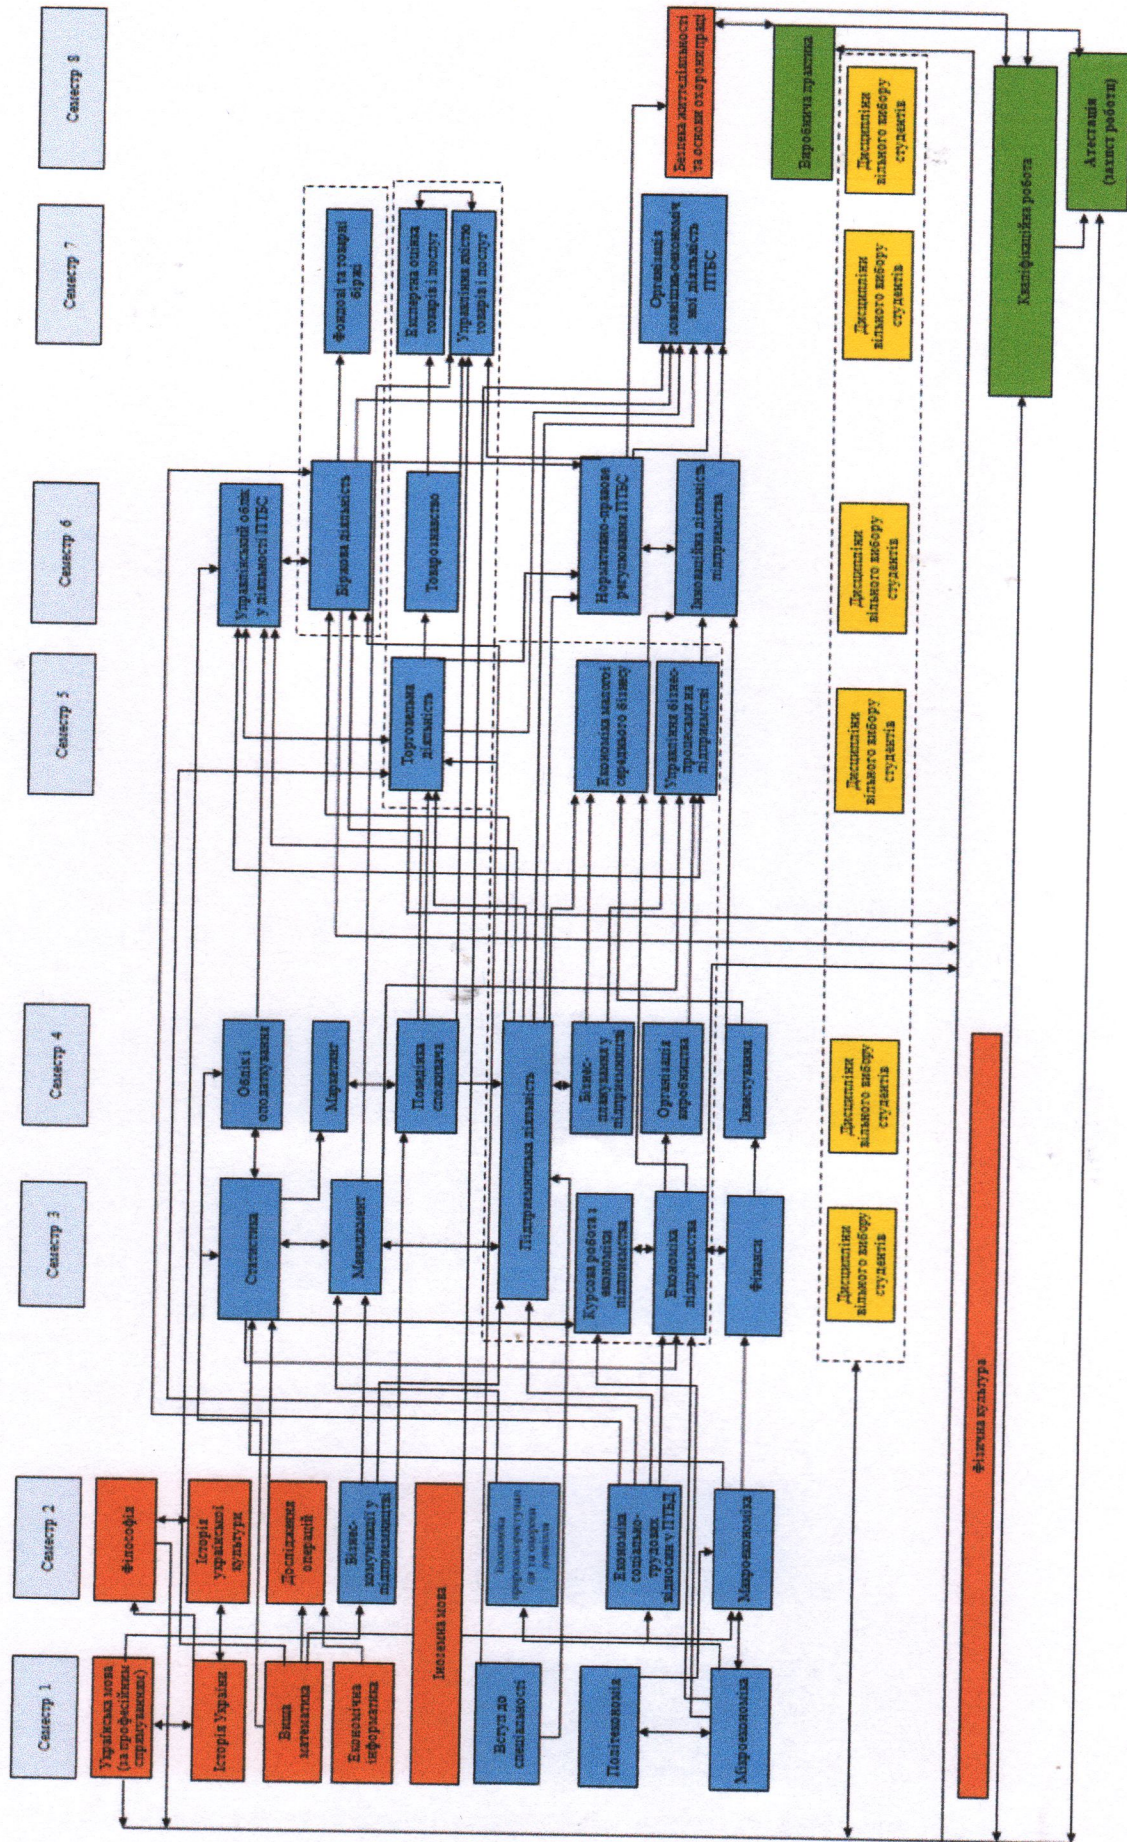 Семестр 1
Семестр 2
Семестр 3
Семестр 4
Семестр 5
Семестр 6
Семестр 7
Семестр 8
Українська мова
(за професійним
спрямуванням)
Історія України
Вища
математика
Економічна
інформатика
Іноземна мова
Вступ до
спеціальності
Політекономія
Мікроекономіка
Філософія
Історія
української
культури
Дослідження
операцій
Бізнес-
комунікації у
підприємстві
Економіка
соціально-
трудових
відносин у ПТБД
Макроекономіка
Статистика
Менеджмент
Підприємницька діяльність
Курсова робота з
економіки
підприємства
Економіка
підприємства
Фінанси
Облік і
оподаткування
Маркетинг
Поведінка
споживача
Бізнес-
планування у
підприємництві
Організація
виробництва
Інвестування
Торговельна
діяльність
Економіка малого і
середнього бізнесу
Управління бізнес-
процесами на
підприємстві
Управлінський облік
у діяльності ПТБС
Біржова діяльність
Товарознавство
Нормативно-правове
регулювання ПТБС
Інноваційна діяльність
підприємства
Фондові та товарні
біржі
Експертна оцінка
товарів і послуг
Управління якістю
товарів і послуг
Організація
зовнішньоекономіч
ної діяльність
ПТБС
Безпека життєдіяльності
та основи охорони праці
Виробнича практика
Дисципліни
вільного вибору
студентів
Дисципліни
вільного вибору
студентів
Дисципліни
вільного вибору
студентів
Дисципліни
вільного вибору
студентів
Дисципліни
вільного вибору
студентів
Дисципліни
вільного вибору
студентів
Фізична культура
Кваліфікаційна робота
Атестація
(захист роботи)